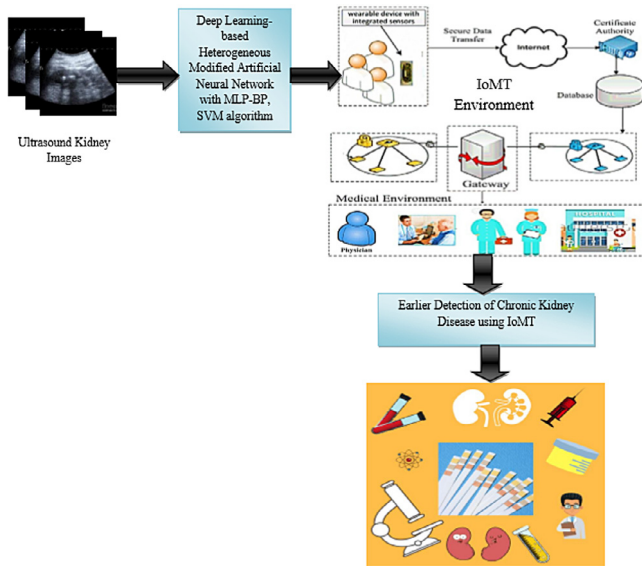 Ultrasound Kidney
Images
Deep Learning-
based
Heterogeneous
Modified Artificial
Neural Network
with MLP-BP,
SVM algorithm
wearable device with
integrated sensors
Secure Data
Transfer
Internet
Certificate
Authority
IoMT
Environment
Database
Gateway
Medical Environment
Physician
HOSPITAL
Earlier Detection of Chronic Kidney
Disease using IoMT